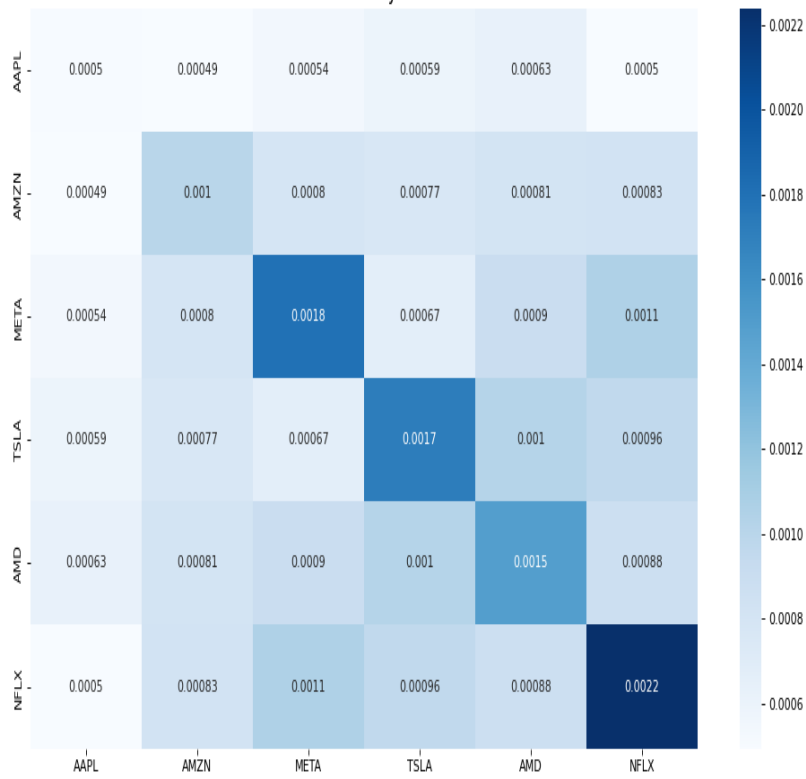 0.0022
AAPL 0.0005 0.00049 0.00054 0.00059 0.00063 0.0005
0.0020
AMZN 0.00049 0.001 0.0008 0.00077 0.00081 0.00083
0.0018
0.0016
META 0.00054 0.0008 0.0018 0.00067 0.0009 0.0011
0.0014
0.0012
TSLA 0.00059 0.00077 0.00067 0.0017 0.001 0.00096
0.0010
AMD 0.00063 0.00081 0.0009 0.001 0.0015 0.00088
0.0008
NFLX 0.0005 0.00083 0.0011 0.00096 0.00088 0.0022
0.0006
AAPL AMZN META TSLA AMD NFLX